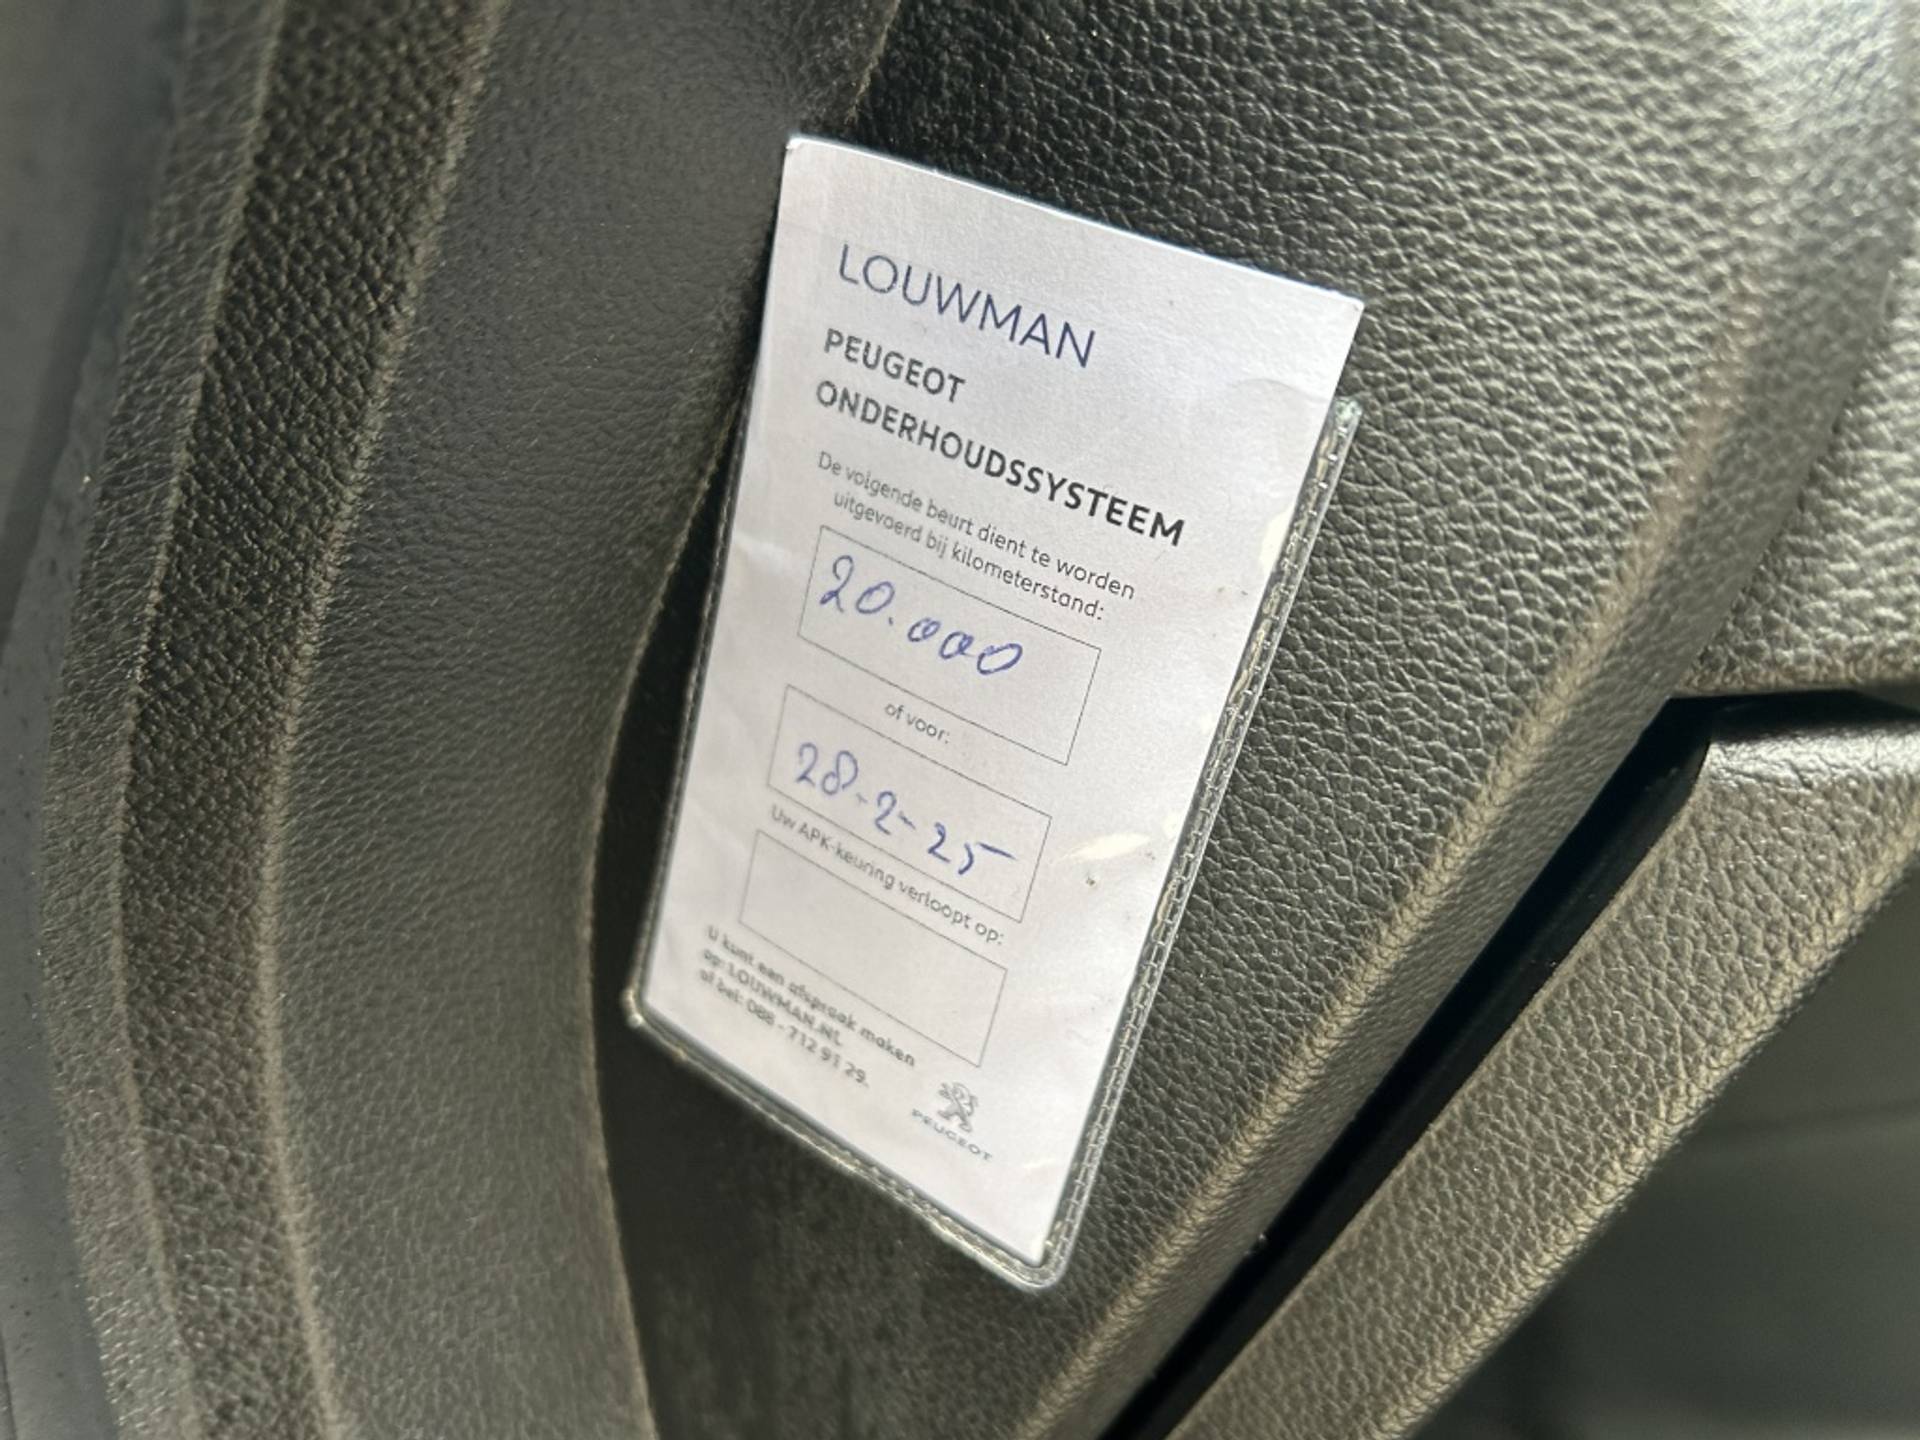 LOUWMAN
PEUGEOT
ONDERHOUDSSYSTEEM
De volgende beurt dient te worden
uitgevoerd bij kilometerstand:
20.000
of voor:
28-2-25
Uw APK-keuring verloopt op:
U kunt een afspraak maken
op: LOUWMAN.NL
of bel: 088 - 712 91 29.
PEUGEOT